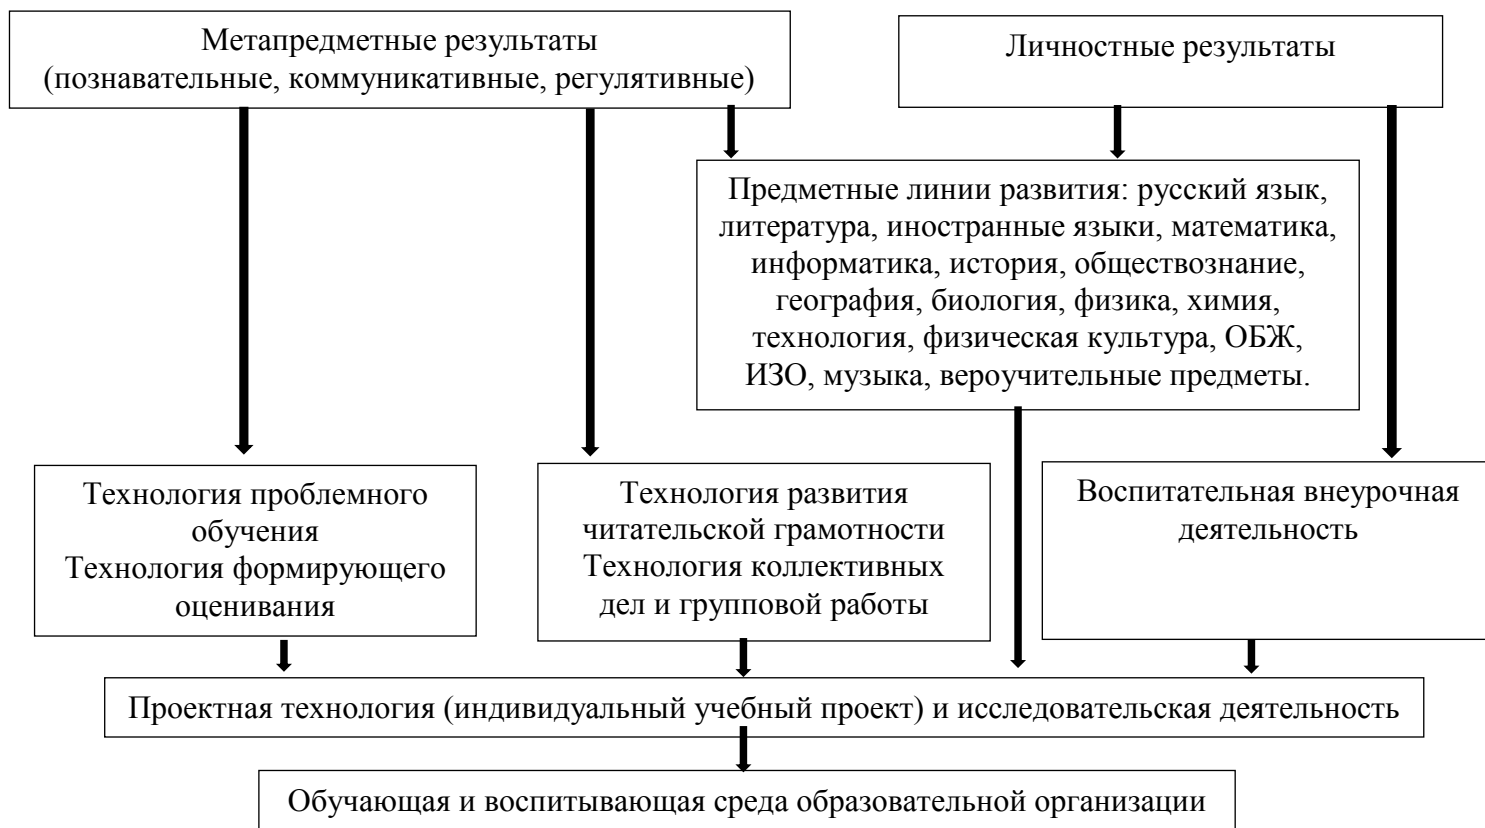 Метапредметные результаты
(познавательные, коммуникативные, регулятивные)
Личностные результаты
Предметные линии развития: русский язык,
литература, иностранные языки, математика,
информатика, история, обществознание,
география, биология, физика, химия,
технология, физическая культура, ОБЖ,
ИЗО, музыка, вероучительные предметы.
Технология проблемного
обучения
Технология формирующего
оценивания
Технология развития
читательской грамотности
Технология коллективных
дел и групповой работы
Воспитательная внеурочная
деятельность
Проектная технология (индивидуальный учебный проект) и исследовательская деятельность
Обучающая и воспитывающая среда образовательной организации